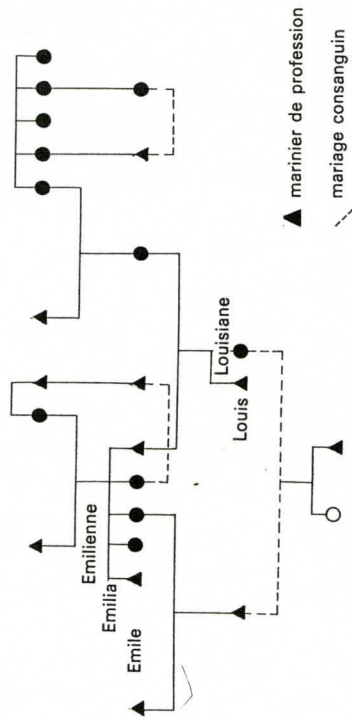 Emile
Emilia
Emilienne
Louis
Louisiane
marinier de profession
mariage consanguin